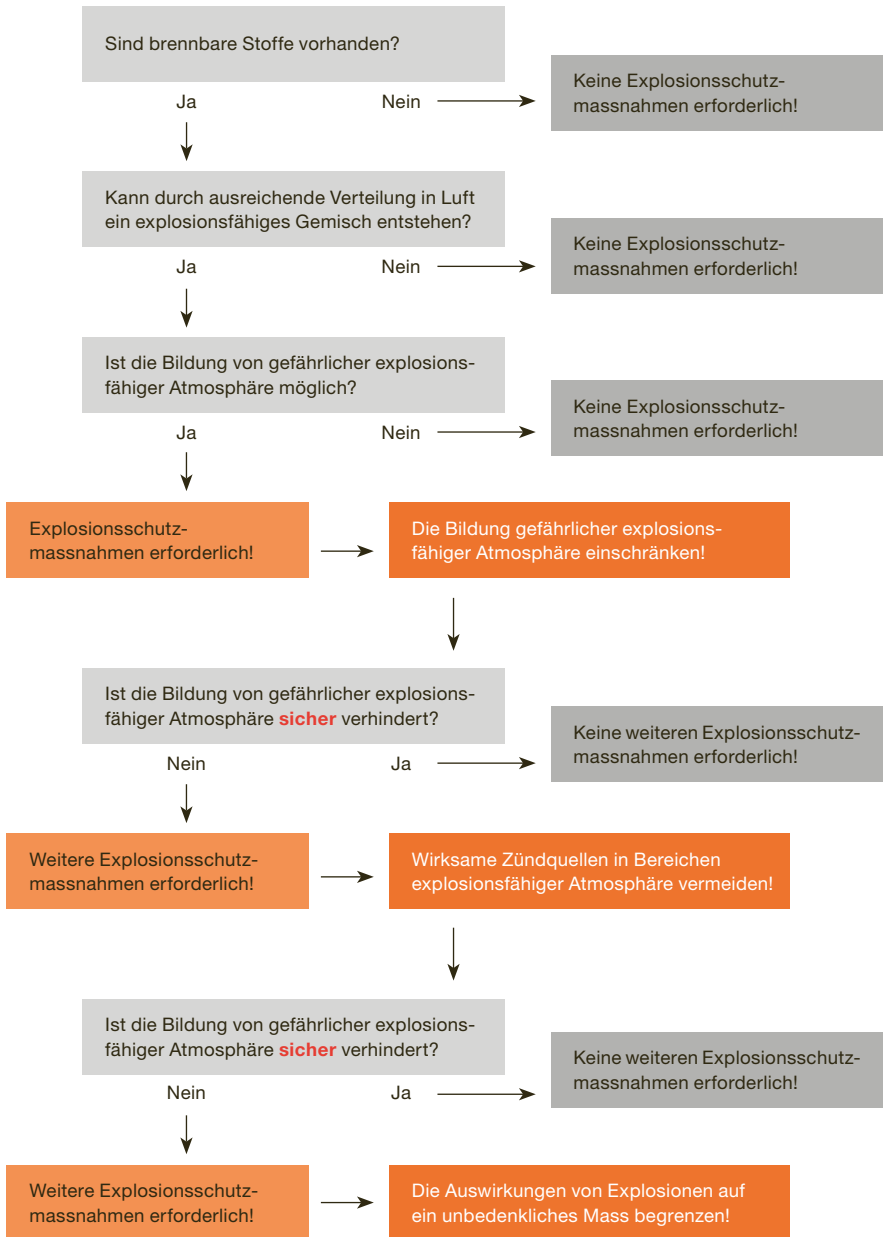 Sind brennbare Stoffe vorhanden?
Ja
Nein
Keine Explosionsschutz-
massnahmen erforderlich!
Kann durch ausreichende Verteilung in Luft
ein explosionsfähiges Gemisch entstehen?
Ja
Nein
Keine Explosionsschutz-
massnahmen erforderlich!
Ist die Bildung von gefährlicher explosions-
fähiger Atmosphäre möglich?
Ja
Nein
Keine Explosionsschutz-
massnahmen erforderlich!
Explosionsschutz-
massnahmen erforderlich!
Die Bildung gefährlicher explosions-
fähiger Atmosphäre einschränken!
Ist die Bildung von gefährlicher explosions-
fähiger Atmosphäre sicher verhindert?
Nein
Ja
Keine weiteren Explosionsschutz-
massnahmen erforderlich!
Weitere Explosionsschutz-
massnahmen erforderlich!
Wirksame Zündquellen in Bereichen
explosionsfähiger Atmosphäre vermeiden!
Ist die Bildung von gefährlicher explosions-
fähiger Atmosphäre sicher verhindert?
Nein
Ja
Keine weiteren Explosionsschutz-
massnahmen erforderlich!
Weitere Explosionsschutz-
massnahmen erforderlich!
Die Auswirkungen von Explosionen auf
ein unbedenkliches Mass begrenzen!